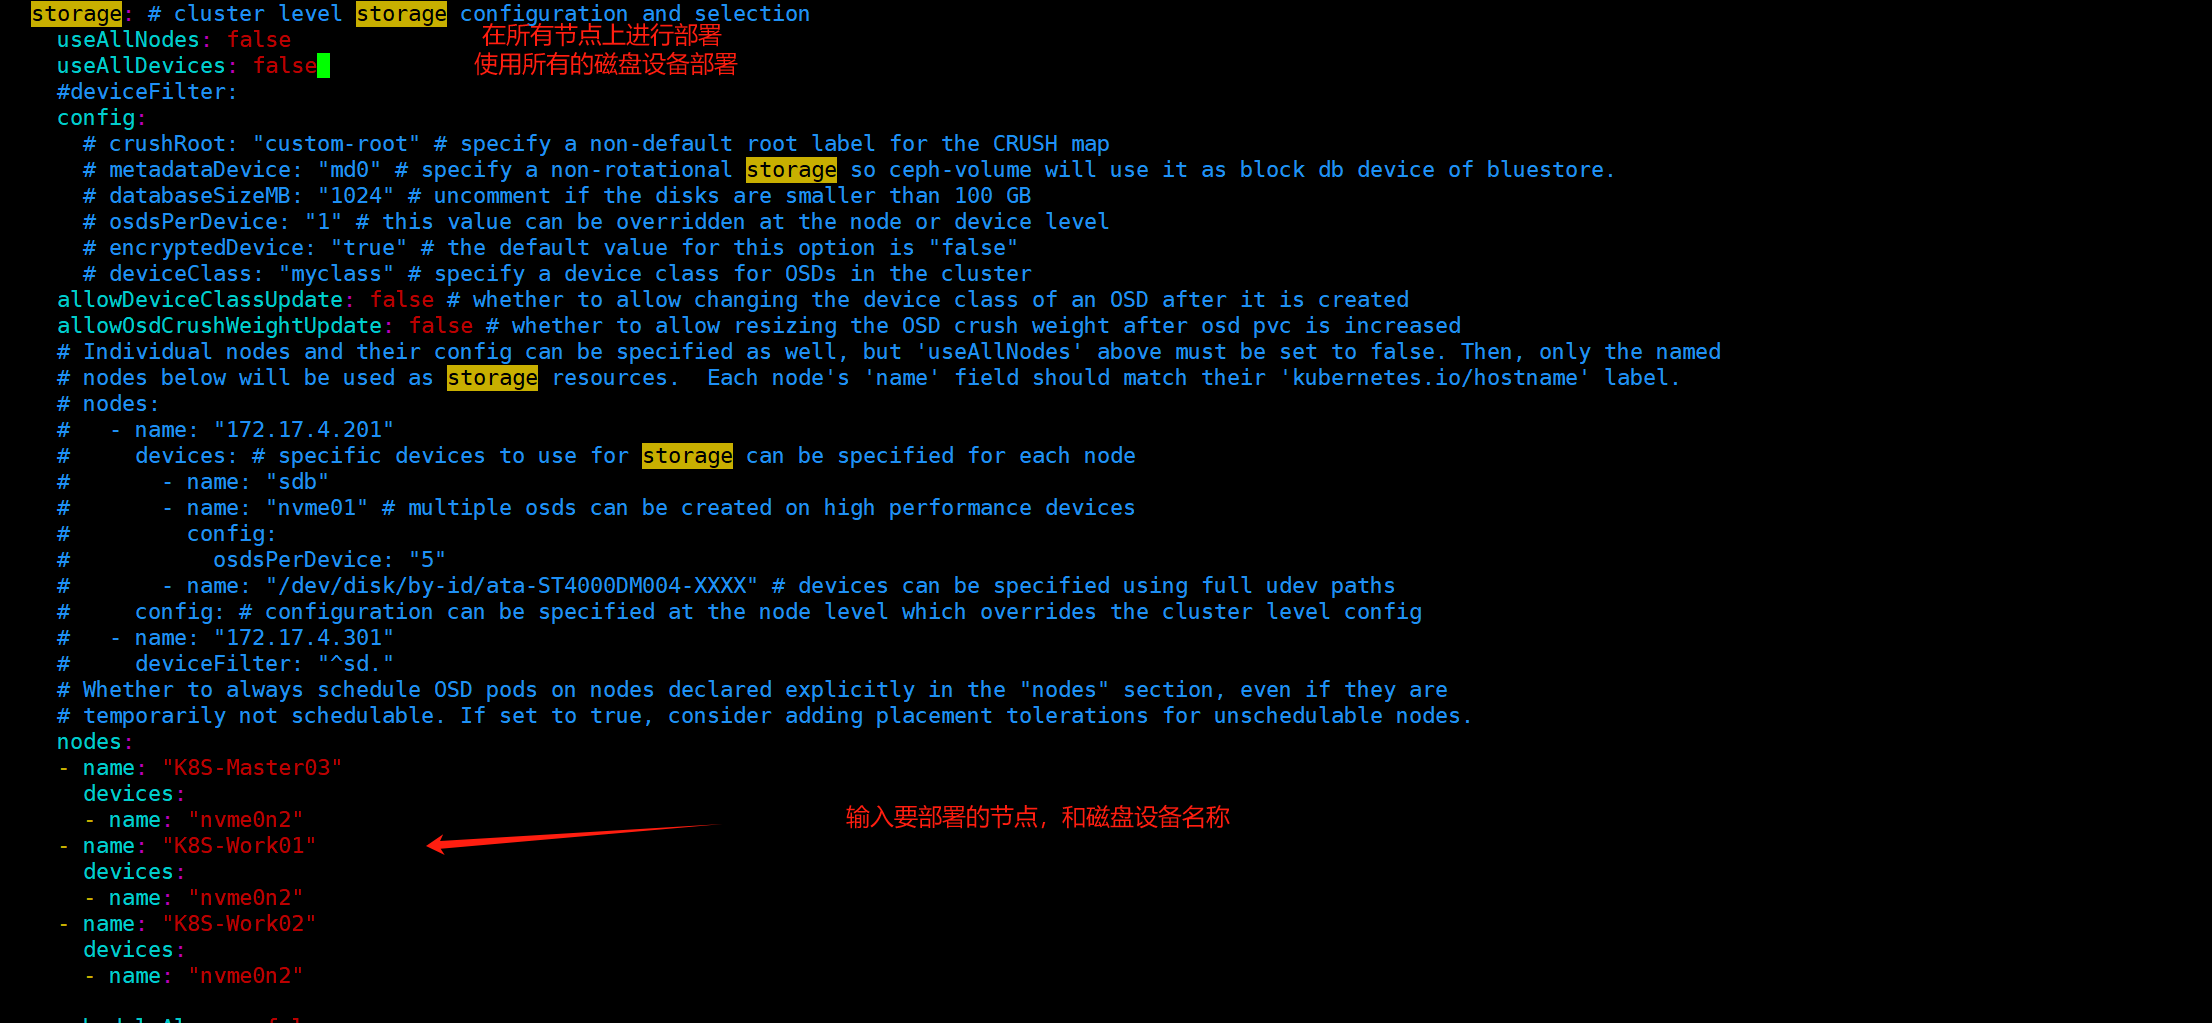 storage: # cluster level storage configuration and selection
  useAllNodes: false 在所有节点上进行部署
  useAllDevices: false 使用所有的磁盘设备部署
  #deviceFilter:
  config:
    # crushRoot: "custom-root" # specify a non-default root label for the CRUSH map
    # metadataDevice: "md0" # specify a non-rotational storage so ceph-volume will use it as block db device of bluestore.
    # databaseSizeMB: "1024" # uncomment if the disks are smaller than 100 GB
    # osdsPerDevice: "1" # this value can be overridden at the node or device level
    # encryptedDevice: "true" # the default value for this option is "false"
    # deviceClass: "myclass" # specify a device class for OSDs in the cluster
  allowDeviceClassUpdate: false # whether to allow changing the device class of an OSD after it is created
  allowOsdCrushWeightUpdate: false # whether to allow resizing the OSD crush weight after osd pvc is increased
  # Individual nodes and their config can be specified as well, but 'useAllNodes' above must be set to false. Then, only the named
  # nodes below will be used as storage resources.  Each node's 'name' field should match their 'kubernetes.io/hostname' label.
  # nodes:
  #   - name: "172.17.4.201"
  #     devices: # specific devices to use for storage can be specified for each node
  #       - name: "sdb"
  #       - name: "nvme01" # multiple osds can be created on high performance devices
  #         config:
  #           osdsPerDevice: "5"
  #       - name: "/dev/disk/by-id/ata-ST4000DM004-XXXX" # devices can be specified using full udev paths
  #     config: # configuration can be specified at the node level which overrides the cluster level config
  #   - name: "172.17.4.301"
  #     deviceFilter: "^sd."
  # Whether to always schedule OSD pods on nodes declared explicitly in the "nodes" section, even if they are
  # temporarily not schedulable. If set to true, consider adding placement tolerations for unschedulable nodes.
  nodes:
  - name: "K8S-Master03"
    devices:
    - name: "nvme0n2"
输入要部署的节点，和磁盘设备名称
  - name: "K8S-Work01"
    devices:
    - name: "nvme0n2"
  - name: "K8S-Work02"
    devices:
    - name: "nvme0n2"